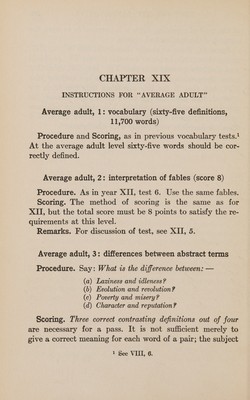 CHAPTER XIX
INSTRUCTIONS FOR "AVERAGE ADULT"
Average adult, 1: vocabulary (sixty-five definitions,
11,700 words)
Procedure and Scoring, as in previous vocabulary tests.¹
At the average adult level sixty-five words should be cor-
rectly defined.
Average adult, 2: interpretation of fables (score 8)
Procedure. As in year XII, test 6. Use the same fables.
Scoring. The method of scoring is the same as for
XII, but the total score must be 8 points to satisfy the re-
quirements at this level.
Remarks. For discussion of test, see XII, 5.
Average adult, 3: differences between abstract terms
Procedure. Say: What is the difference between: —
(a) Laziness and idleness?
(b) Evolution and revolution?
(c) Poverty and misery?
(d) Character and reputation?
Scoring. Three correct contrasting definitions out of four
are necessary for a pass. It is not sufficient merely to
give a correct meaning for each word of a pair; the subject
¹ See VIII, 6.